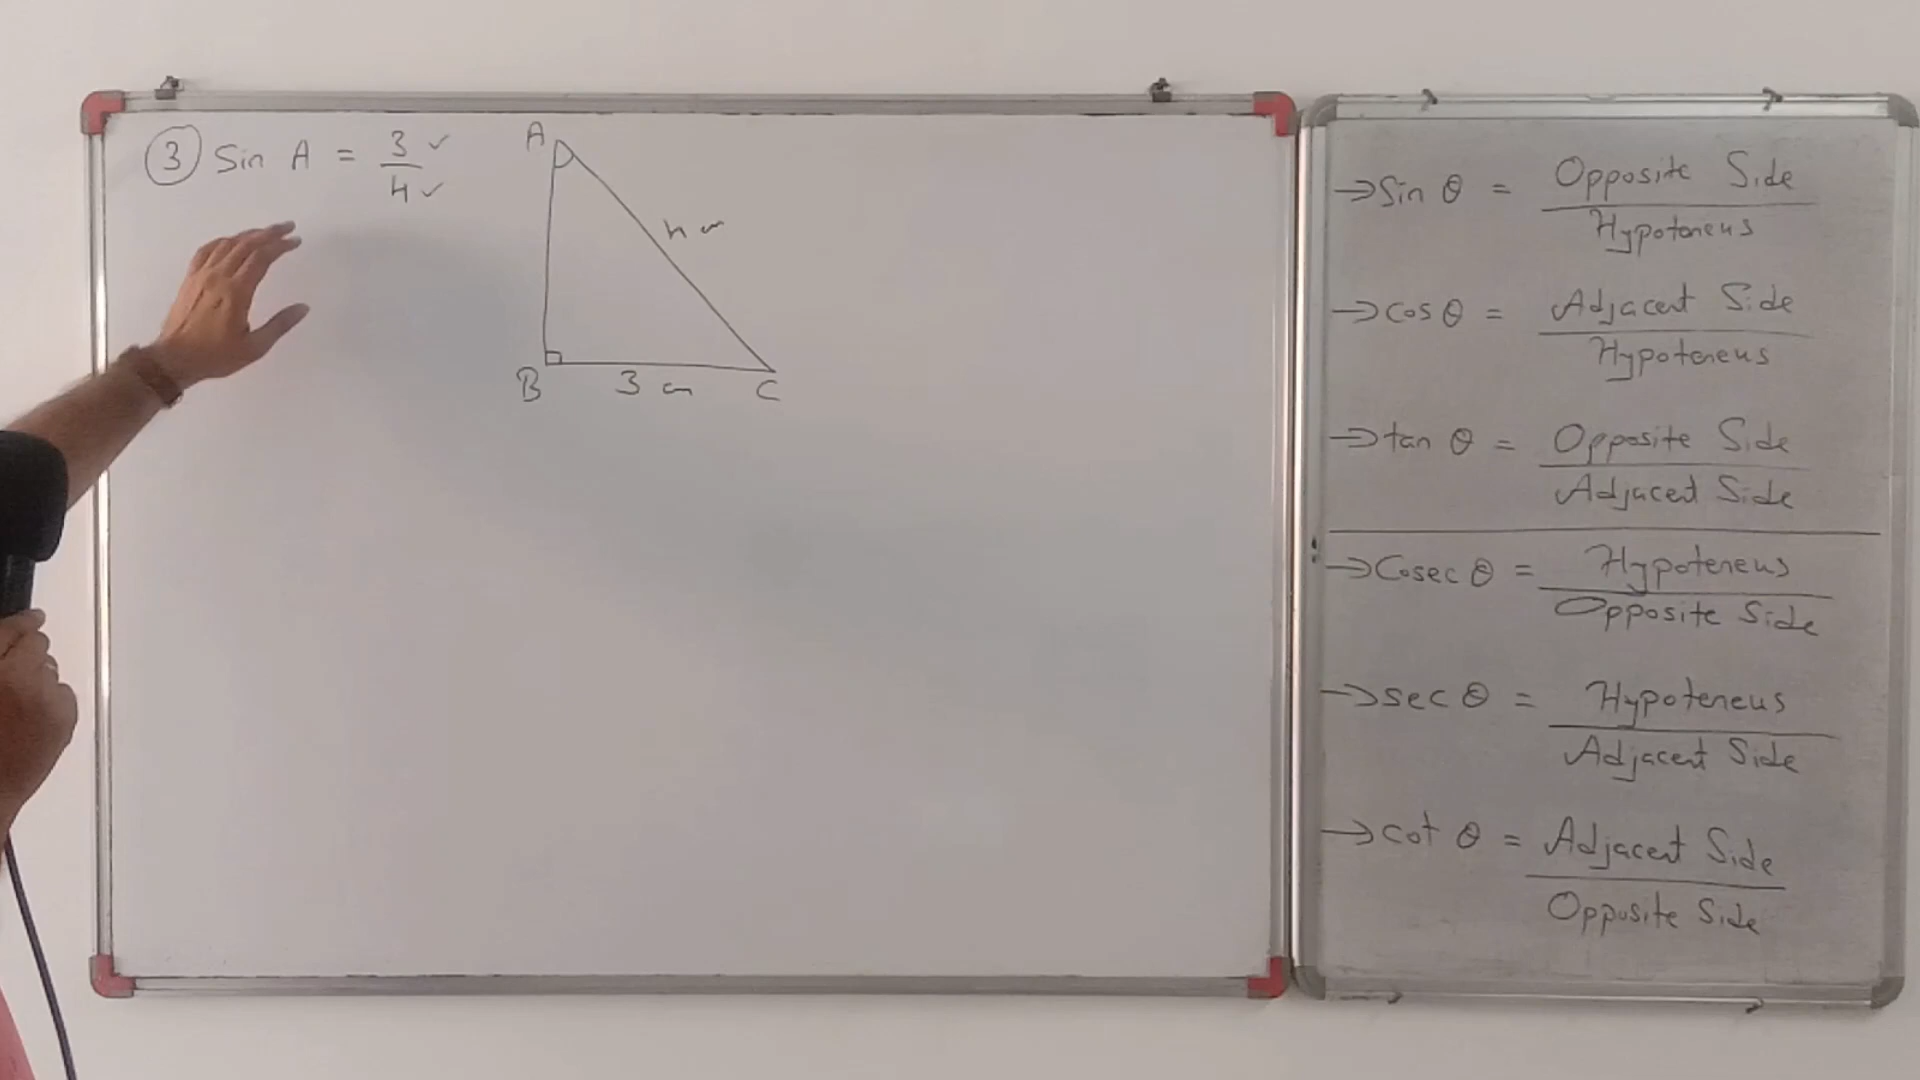 ③ Sin A = 3/4
A
4 cm
B 3 cm C
→ Sin θ = Opposite Side / Hypoteneus
→ cos θ = Adjacent Side / Hypoteneus
→ tan θ = Opposite Side / Adjacent Side
→ Cosec θ = Hypoteneus / Opposite Side
→ sec θ = Hypoteneus / Adjacent Side
→ cot θ = Adjacent Side / Opposite Side